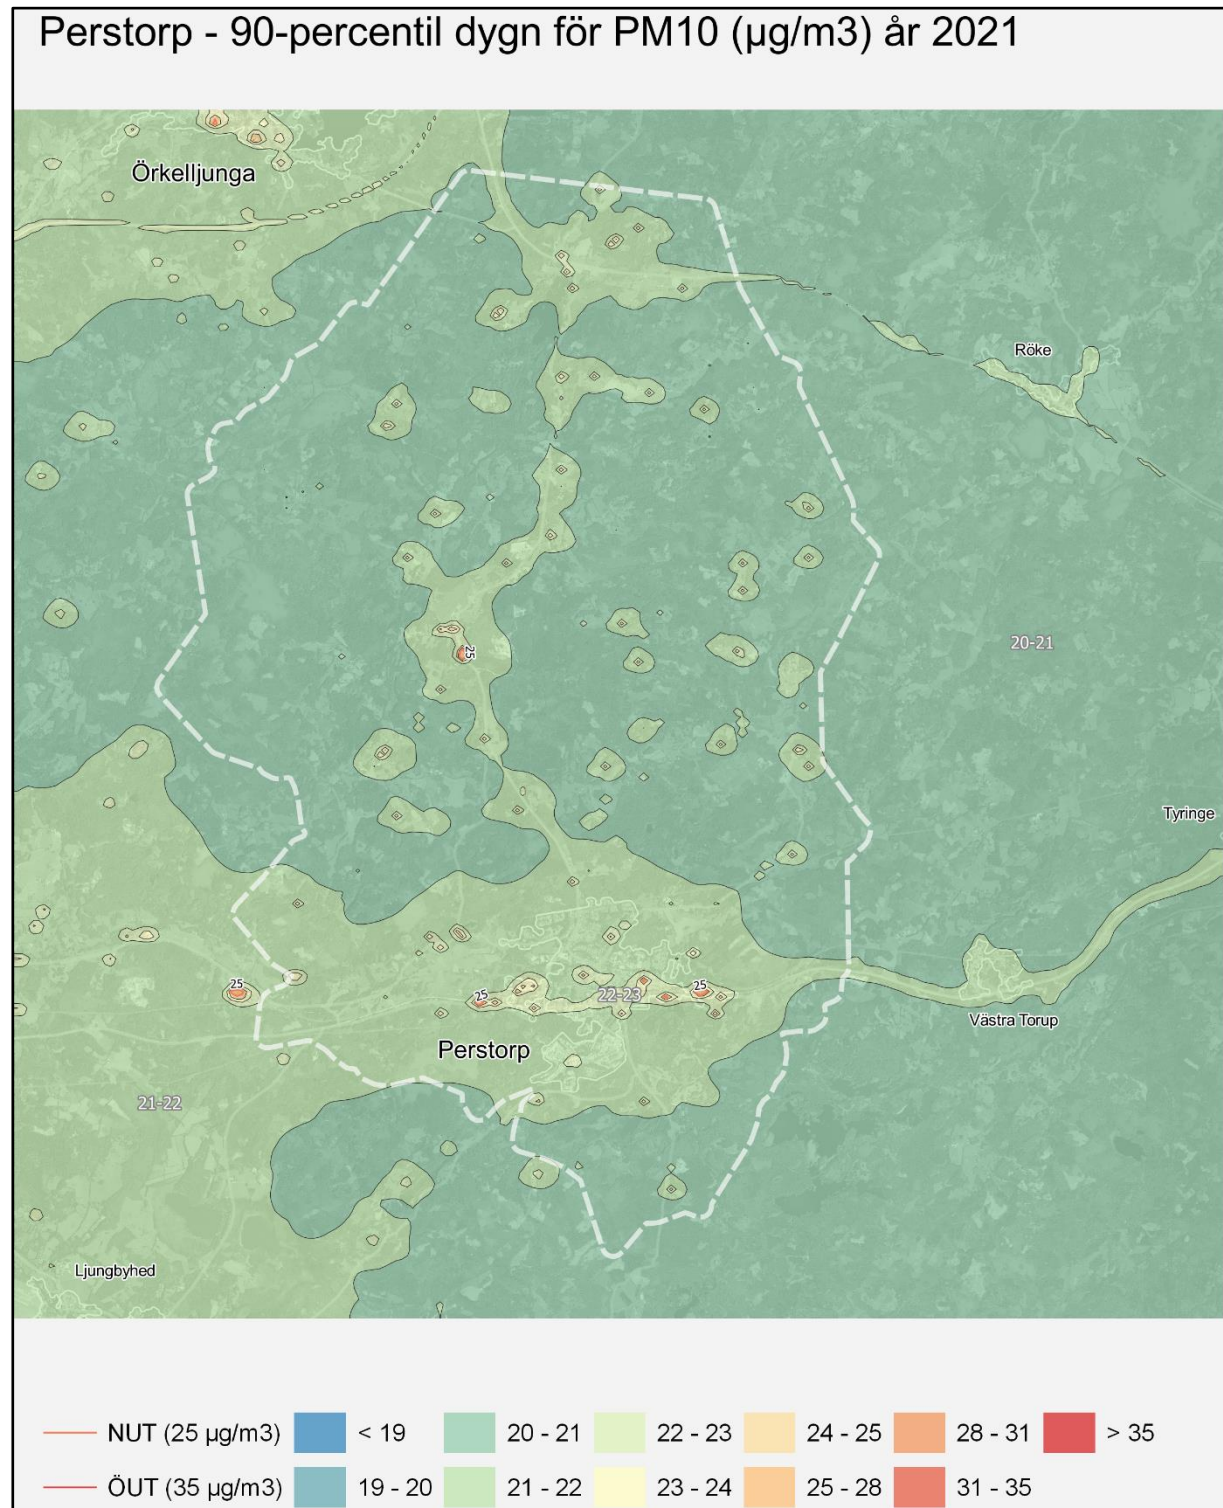 Perstorp - 90-percentil dygn för PM10 (µg/m3) år 2021
Örkelljunga
Röke
20-21
25
Tyringe
25
25
25
22-23
Västra Torup
Perstorp
21-22
Ljungbyhed
NUT (25 µg/m3) < 19 20 - 21 22 - 23 24 - 25 28 - 31 > 35
ÖUT (35 µg/m3) 19 - 20 21 - 22 23 - 24 25 - 28 31 - 35